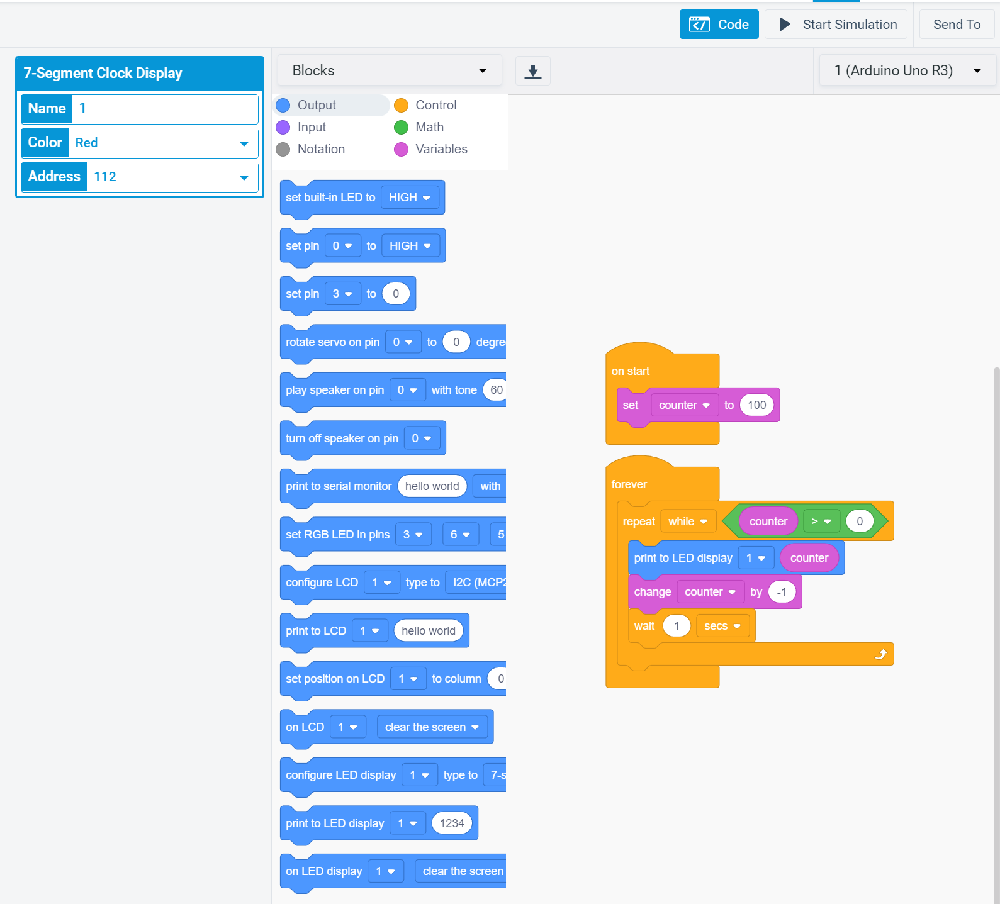 Code
Start Simulation
Send To
7-Segment Clock Display
Name 1
Color Red
Address 112
Blocks
1 (Arduino Uno R3)
Output
Control
Input
Math
Notation
Variables
set built-in LED to HIGH
set pin 0 to HIGH
set pin 3 to 0
rotate servo on pin 0 to 0 degre
play speaker on pin 0 with tone 60
turn off speaker on pin 0
print to serial monitor hello world with
set RGB LED in pins 3 6 5
configure LCD 1 type to I2C (MCP2
print to LCD 1 hello world
set position on LCD 1 to column 0
on LCD 1 clear the screen
configure LED display 1 type to 7-s
print to LED display 1 1234
on LED display 1 clear the screen
on start
set counter to 100
forever
repeat while counter > 0
print to LED display 1 counter
change counter by -1
wait 1 secs